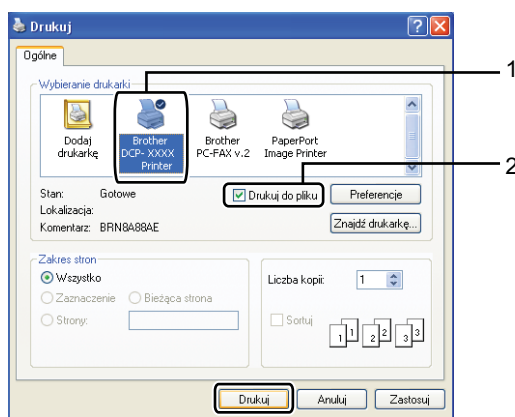 Drukuj
Ogólne
Wybieranie drukarki
1
Dodaj drukarkę
Brother DCP- XXXX Printer
Brother PC-FAX v.2
PaperPort Image Printer
2
Stan: Gotowe
Drukuj do pliku
Preferencje
Lokalizacja:
Komentarz: BRN8A88AE
Znajdź drukarkę...
Zakres stron
Wszystko
Zaznaczenie
Bieżąca strona
Strony:
Liczba kopii: 1
Sortuj
1 1 2 2 3 3
Drukuj
Anuluj
Zastosuj